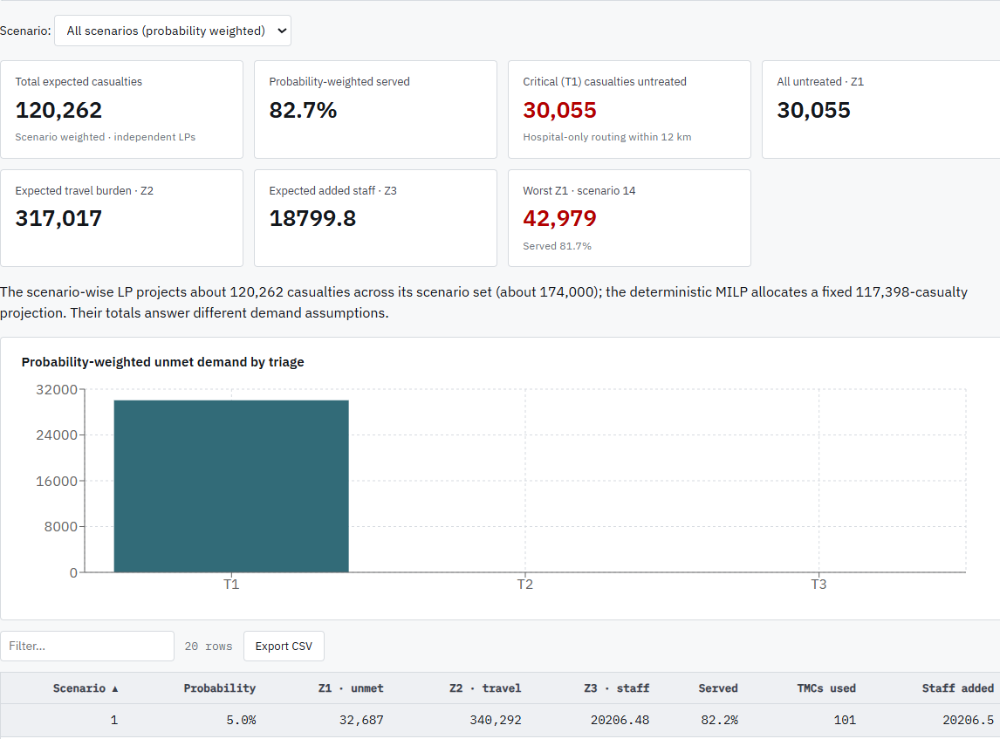 Scenario: All scenarios (probability weighted)
Total expected casualties
120,262
Scenario weighted · independent LPs
Probability-weighted served
82.7%
Critical (T1) casualties untreated
30,055
Hospital-only routing within 12 km
All untreated · Z1
30,055
Expected travel burden · Z2
317,017
Expected added staff · Z3
18799.8
Worst Z1 · scenario 14
42,979
Served 81.7%
The scenario-wise LP projects about 120,262 casualties across its scenario set (about 174,000); the deterministic MILP allocates a fixed 117,398-casualty
projection. Their totals answer different demand assumptions.
Probability-weighted unmet demand by triage
32000
24000
16000
8000
0
T1 T2 T3
Filter... 20 rows Export CSV
Scenario ▲ Probability Z1 · unmet Z2 · travel Z3 · staff Served TMCs used Staff added
1 5.0% 32,687 340,292 20206.48 82.2% 101 20206.5